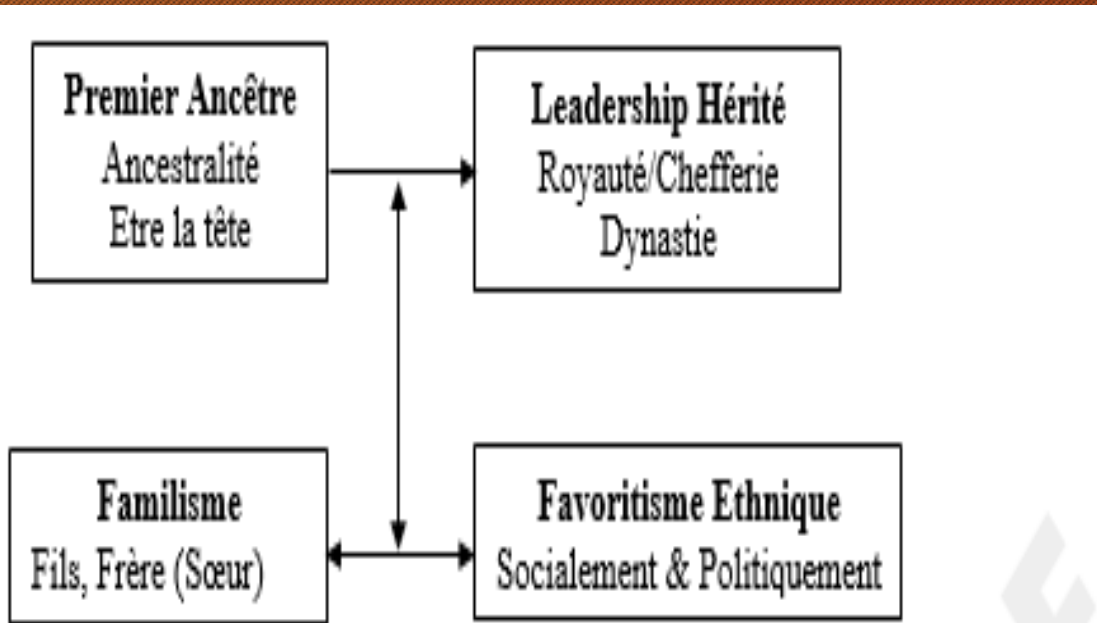 Premier Ancêtre
Ancestralité
Etre la tête
Leadership Hérité
Royauté/Chefferie
Dynastie
Familisme
Fils, Frère (Sœur)
Favoritisme Ethnique
Socialement & Politiquement